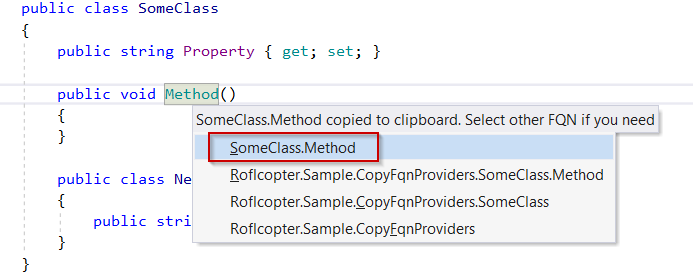 public class SomeClass
{
public string Property { get; set; }
public void Method()
{
}
SomeClass.Method copied to clipboard. Select other FQN if you need
SomeClass.Method
Roflcopter.Sample.CopyFqnProviders.SomeClass.Method
Roflcopter.Sample.CopyFqnProviders.SomeClass
Roflcopter.Sample.CopyFqnProviders
public class Ne
{
public stri
}
}